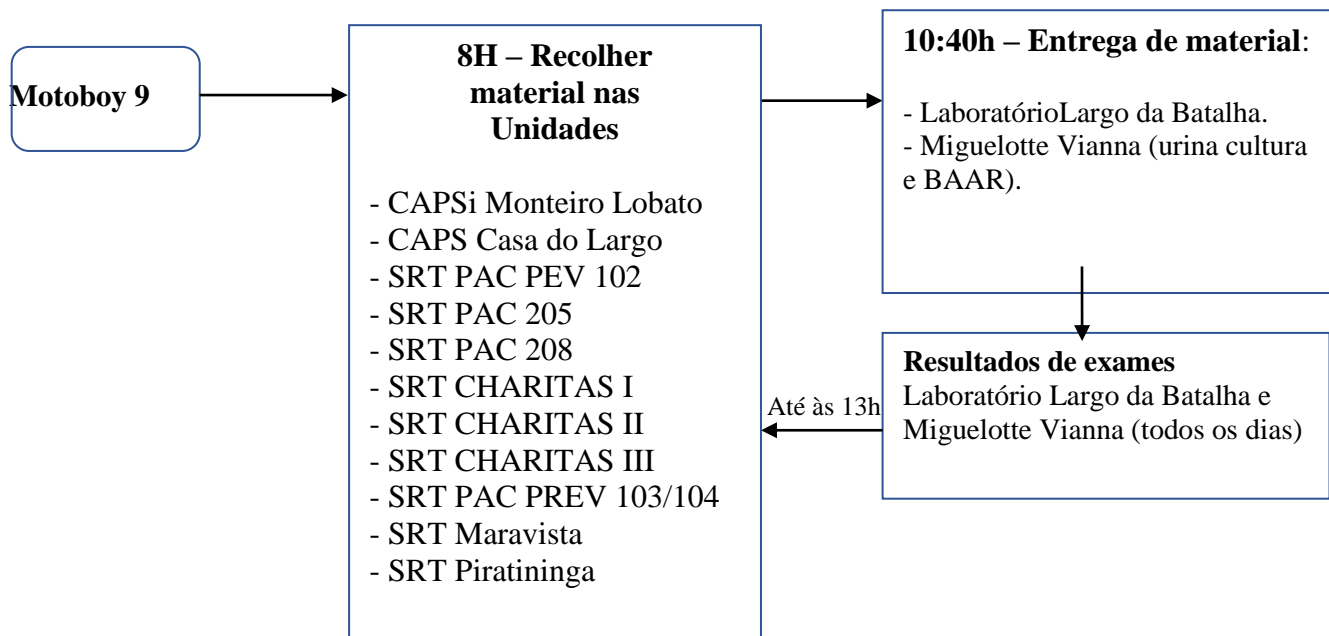 Motoboy 9
8H – Recolher
material nas
Unidades
- CAPSi Monteiro Lobato
- CAPS Casa do Largo
- SRT PAC PEV 102
- SRT PAC 205
- SRT PAC 208
- SRT CHARITAS I
- SRT CHARITAS II
- SRT CHARITAS III
- SRT PAC PREV 103/104
- SRT Maravista
- SRT Piratininga
10:40h – Entrega de material:
- LaboratórioLargo da Batalha.
- Miguelotte Vianna (urina cultura
e BAAR).
Resultados de exames
Laboratório Largo da Batalha e
Miguelotte Vianna (todos os dias)
Até às 13h